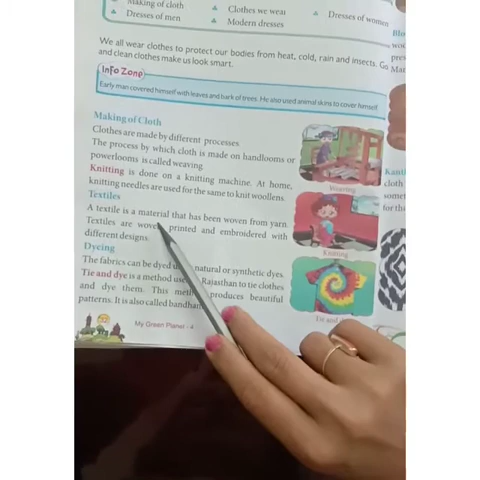 Making of cloth
Clothes we wear
Dresses of women
Dresses of men
Modern dresses
We all wear clothes to protect our bodies from heat, cold, rain and insects. Go
and clean clothes make us look smart.
Info Zone
Early man covered himself with leaves and bark of trees. He also used animal skins to cover himself.
Making of Cloth
Clothes are made by different processes
The process by which cloth is made on handlooms or
powerlooms is called weaving.
Knitting is done on a knitting machine. At home,
knitting needles are used for the same to knit woollens.
Textiles
A textile is a material that has been woven from yarn.
Textiles are woven, printed and embroidered with
different designs.
Dyeing
The fabrics can be dyed natural or synthetic dyes.
Tie and dye is a method Rajasthan to tie clothes
and dye them. This produces beautiful
patterns. It is also called
Weaving
Knitting
Tie and
My Green Planet - 4
Kant
cloth
some
for the